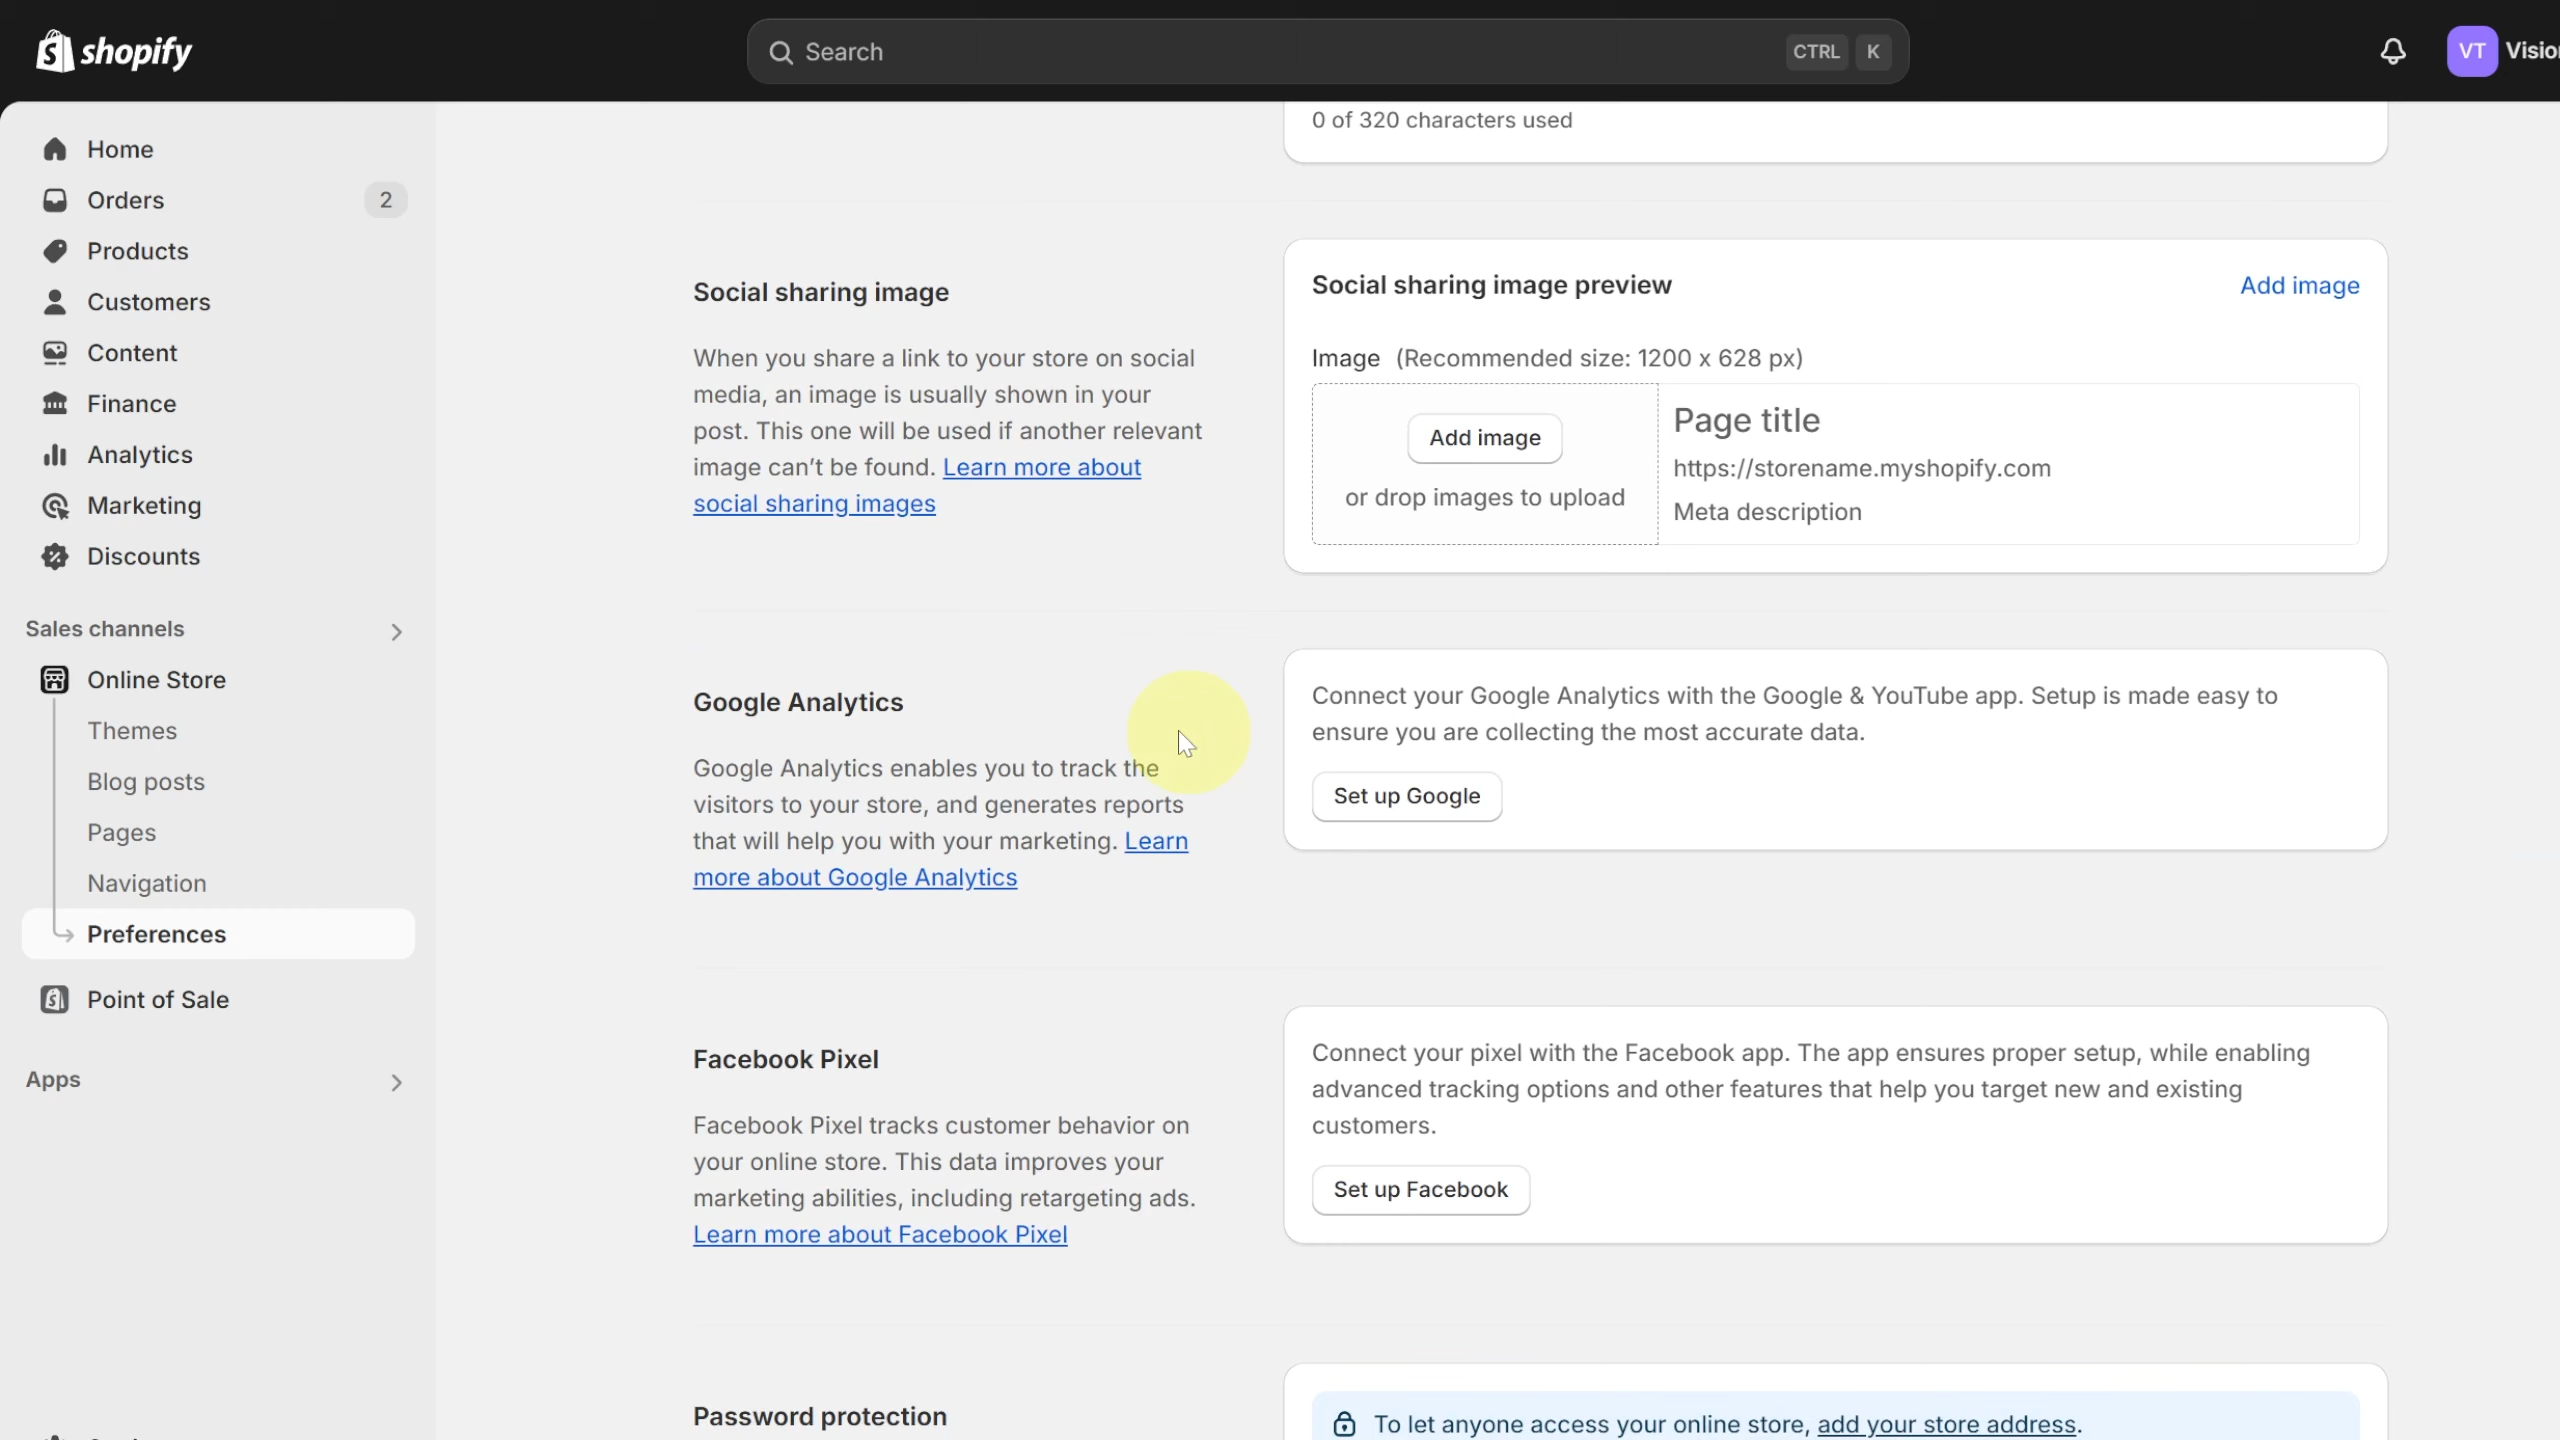 shopify
Search
CTRL K
VT
0 of 320 characters used
Home
Orders 2
Products
Customers
Content
Finance
Analytics
Marketing
Discounts
Sales channels
Online Store
Themes
Blog posts
Pages
Navigation
Preferences
Point of Sale
Apps
Social sharing image
When you share a link to your store on social
media, an image is usually shown in your
post. This one will be used if another relevant
image can't be found. Learn more about
social sharing images
Social sharing image preview
Add image
Image (Recommended size: 1200 x 628 px)
Add image
or drop images to upload
Page title
https://storename.myshopify.com
Meta description
Google Analytics
Google Analytics enables you to track the
visitors to your store, and generates reports
that will help you with your marketing. Learn
more about Google Analytics
Connect your Google Analytics with the Google & YouTube app. Setup is made easy to
ensure you are collecting the most accurate data.
Set up Google
Facebook Pixel
Facebook Pixel tracks customer behavior on
your online store. This data improves your
marketing abilities, including retargeting ads.
Learn more about Facebook Pixel
Connect your pixel with the Facebook app. The app ensures proper setup, while enabling
advanced tracking options and other features that help you target new and existing
customers.
Set up Facebook
Password protection
To let anyone access your online store, add your store address.